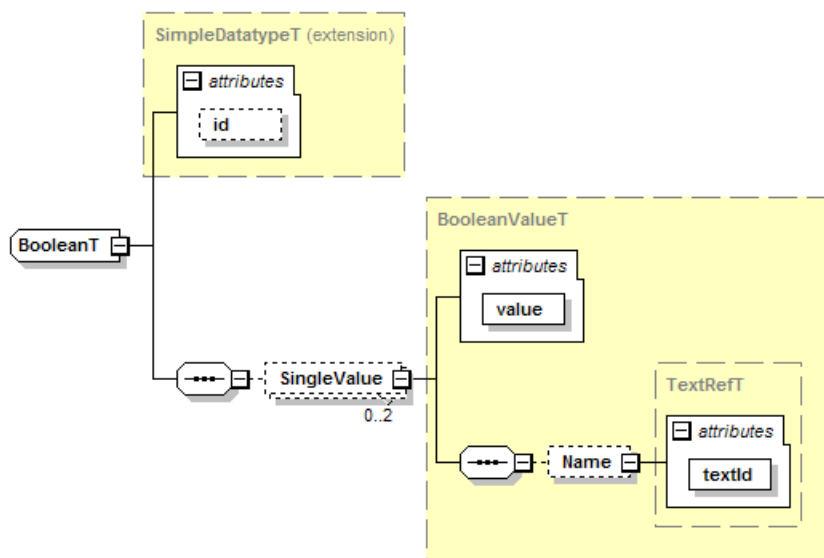 SimpleDatatypeT (extension)
attributes
id
BooleanT
BooleanValueT
attributes
value
SingleValue
0..2
TextRefT
attributes
Name
textId